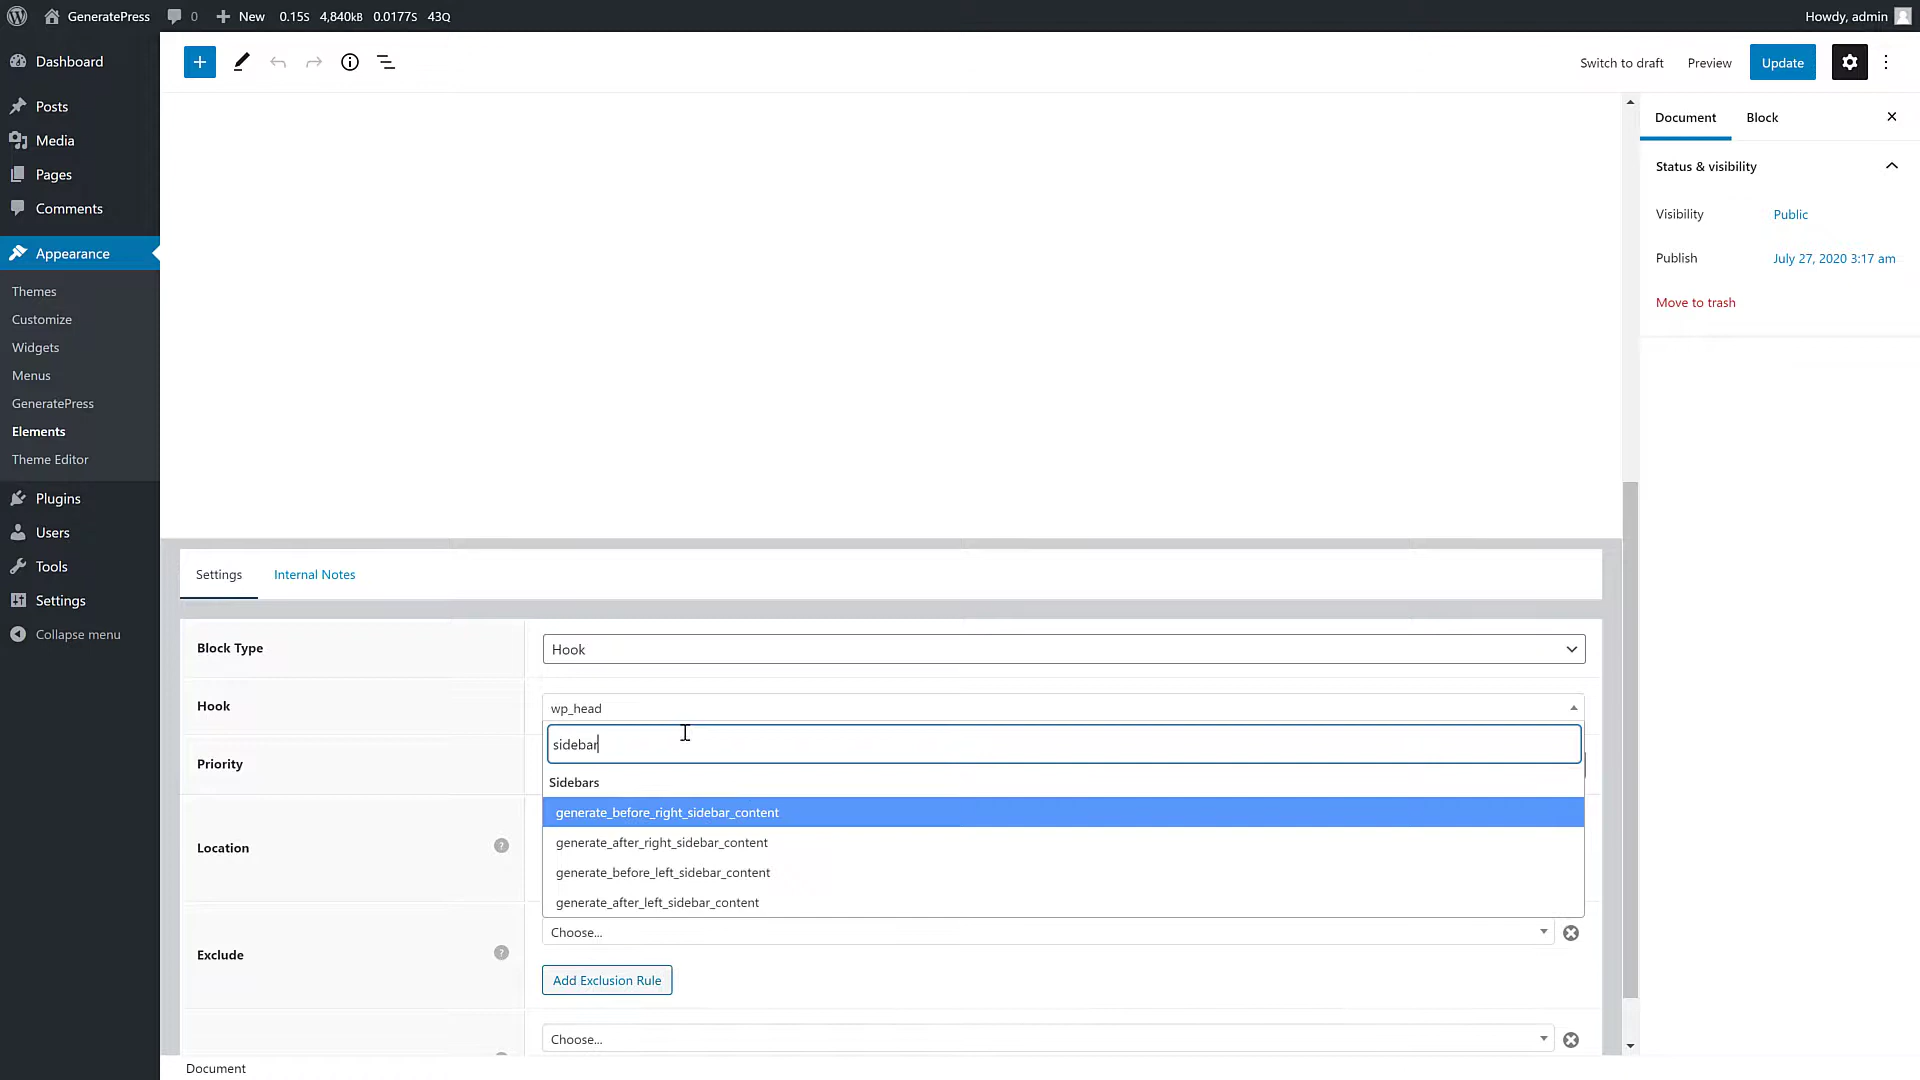 GeneratePress 0 New 0.15S 4,840kB 0.0177S 43Q Howdy, admin
Dashboard
Posts
Media
Pages
Comments
Appearance
Themes
Customize
Widgets
Menus
GeneratePress
Elements
Theme Editor
Plugins
Users
Tools
Settings
Collapse menu
Switch to draft Preview Update
Document Block
Status & visibility
Visibility Public
Publish July 27, 2020 3:17 am
Move to trash
Settings Internal Notes
Block Type Hook
Hook wp_head
sidebar
Priority
Sidebars
generate_before_right_sidebar_content
generate_after_right_sidebar_content
Location
generate_before_left_sidebar_content
generate_after_left_sidebar_content
Choose...
Exclude
Add Exclusion Rule
Choose...
Document